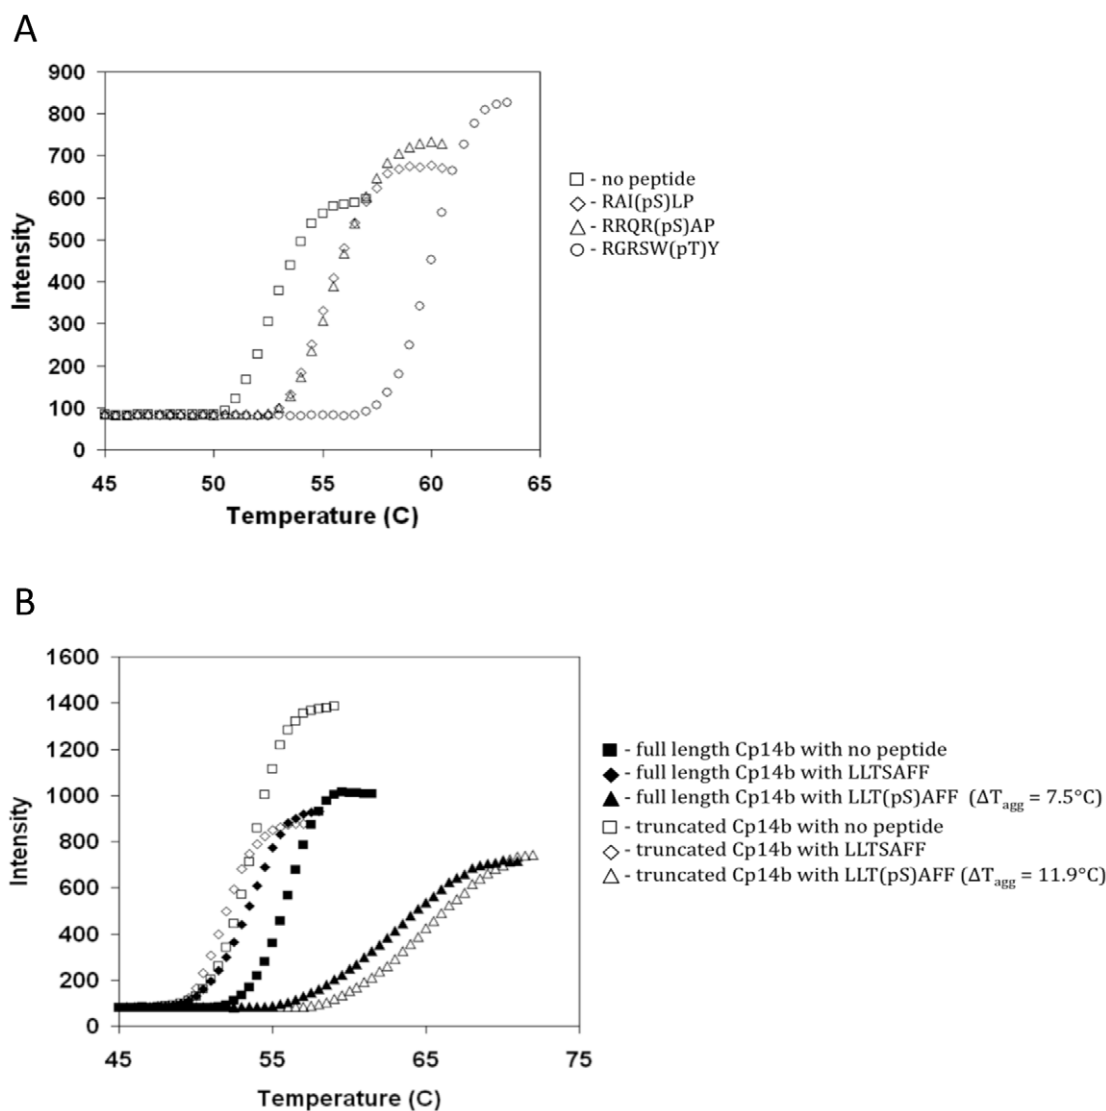 A
900
800
700
600
500
400
300
200
100
0
Intensity
45 50 55 60 65
Temperature (C)
- no peptide
- RAI(pS)LP
- RRQR(pS)AP
- RGRSW(pT)Y
B
1600
1400
1200
1000
800
600
400
200
0
Intensity
45 55 65 75
Temperature (C)
- full length Cp14b with no peptide
- full length Cp14b with LLTSAFF
- full length Cp14b with LLT(pS)AFF (ΔTagg = 7.5°C)
- truncated Cp14b with no peptide
- truncated Cp14b with LLTSAFF
- truncated Cp14b with LLT(pS)AFF (ΔTagg = 11.9°C)